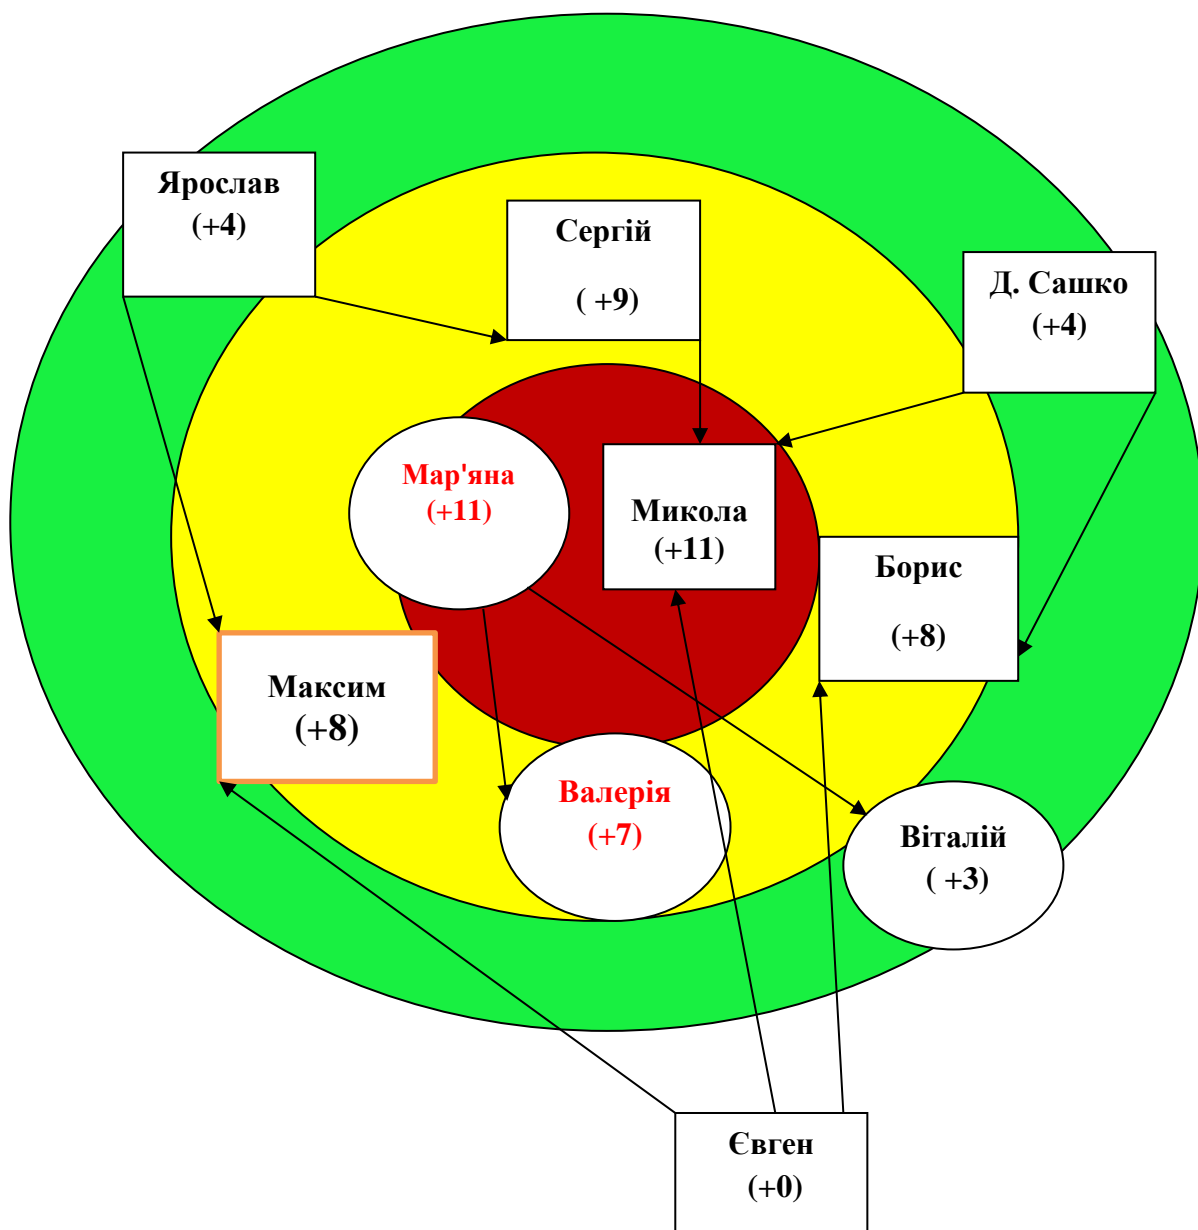 Ярослав
(+4)
Сергій
( +9)
Д. Сашко
(+4)
Мар'яна
(+11)
Микола
(+11)
Борис
(+8)
Максим
(+8)
Валерія
(+7)
Віталій
( +3)
Євген
(+0)